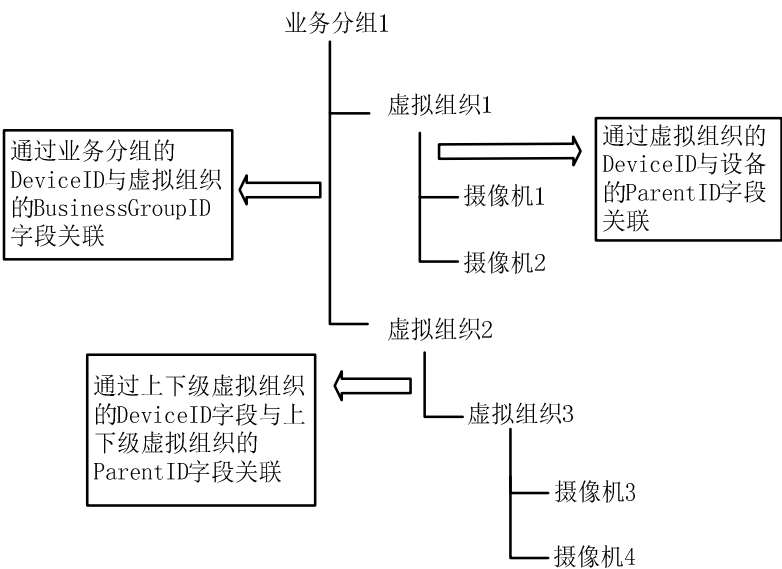 业务分组1
虚拟组织1
通过业务分组的
DeviceID与虚拟组织
的BusinessGroupID
字段关联
通过虚拟组织的
DeviceID与设备
的ParentID字段
关联
摄像机1
摄像机2
虚拟组织2
通过上下级虚拟组织
的DeviceID字段与上
下级虚拟组织的
ParentID字段关联
虚拟组织3
摄像机3
摄像机4